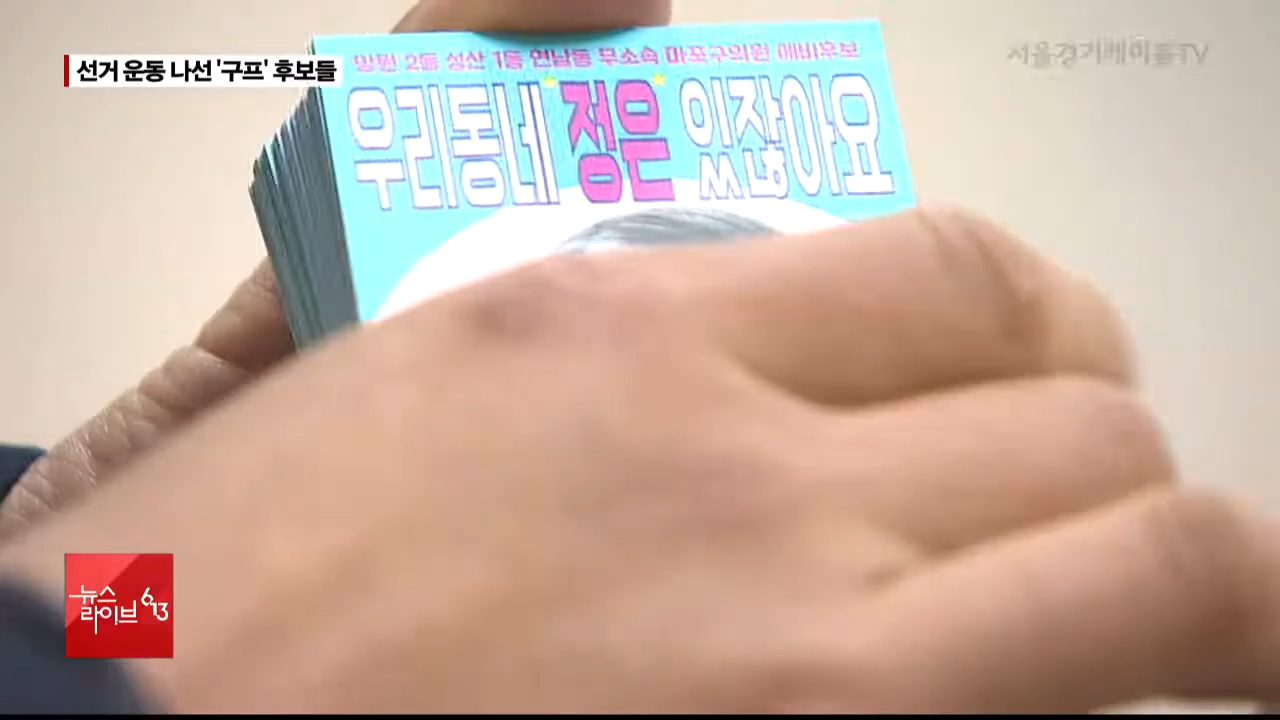 선거 운동 나선 '구프' 후보들
서울경기케이블TV
망원 2동 성산 1동 연남동 무소속 마포구의원 예비후보
우리동네 정은 있잖아요
뉴스
라이브 6.13